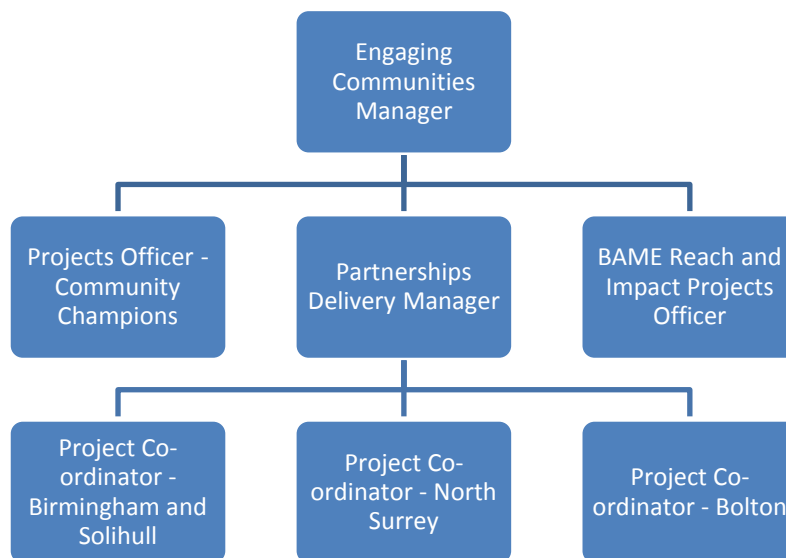 Engaging
Communities
Manager
Projects Officer -
Community
Champions
Partnerships
Delivery Manager
BAME Reach and
Impact Projects
Officer
Project Co-
ordinator -
Birmingham and
Solihull
Project Co-
ordinator - North
Surrey
Project Co-
ordinator - Bolton